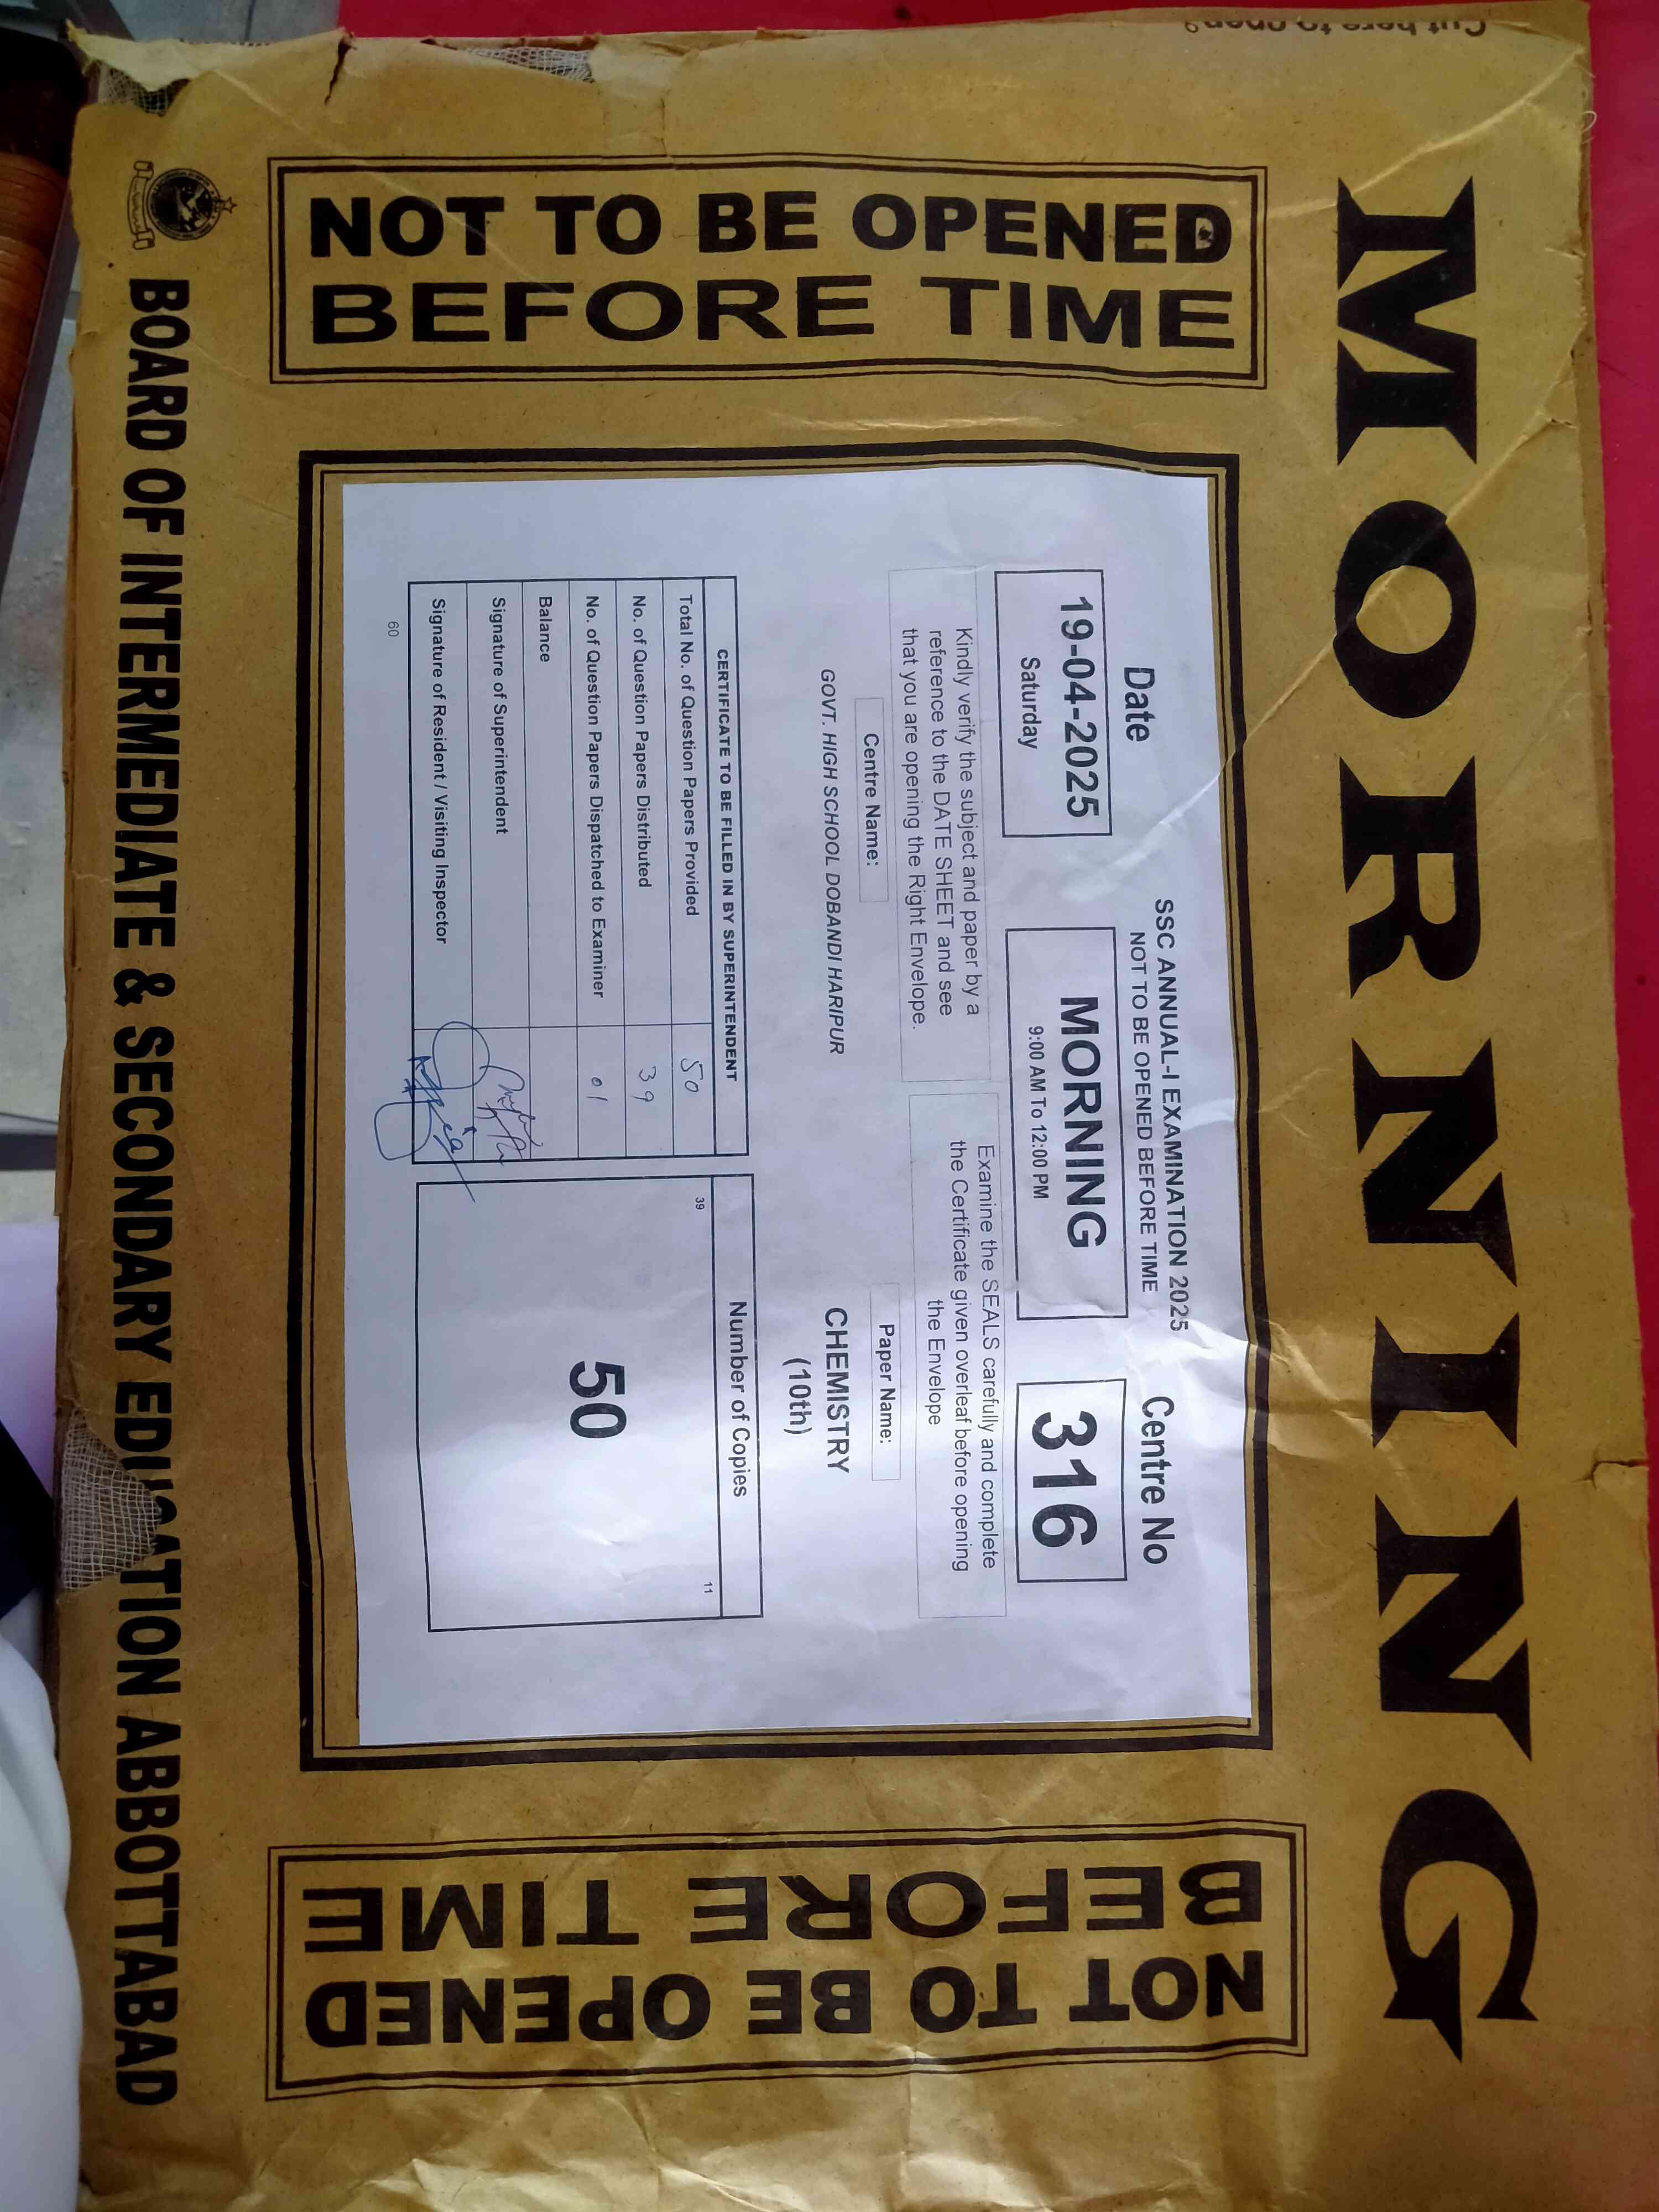 Cut here to open
MORNING
NOT TO BE OPENED
BEFORE TIME
SSC ANNUAL-I EXAMINATION 2025
NOT TO BE OPENED BEFORE TIME
Date
19-04-2025
Saturday
MORNING
9:00 AM To 12:00 PM
Centre No
316
Kindly verify the subject and paper by a
reference to the DATE SHEET and see
that you are opening the Right Envelope.
Examine the SEALS carefully and complete
the Certificate given overleaf before opening
the Envelope
Centre Name:
GOVT. HIGH SCHOOL DOBANDI HARIPUR
Paper Name:
CHEMISTRY
(10th)
CERTIFICATE TO BE FILLED IN BY SUPERINTENDENT
Total No. of Question Papers Provided 50
No. of Question Papers Distributed 39
No. of Question Papers Dispatched to Examiner 01
Balance
Signature of Superintendent
Signature of Resident / Visiting Inspector
60
Number of Copies
39 11
50
NOT TO BE OPENED
BEFORE TIME
BOARD OF INTERMEDIATE & SECONDARY EDUCATION ABBOTTABAD